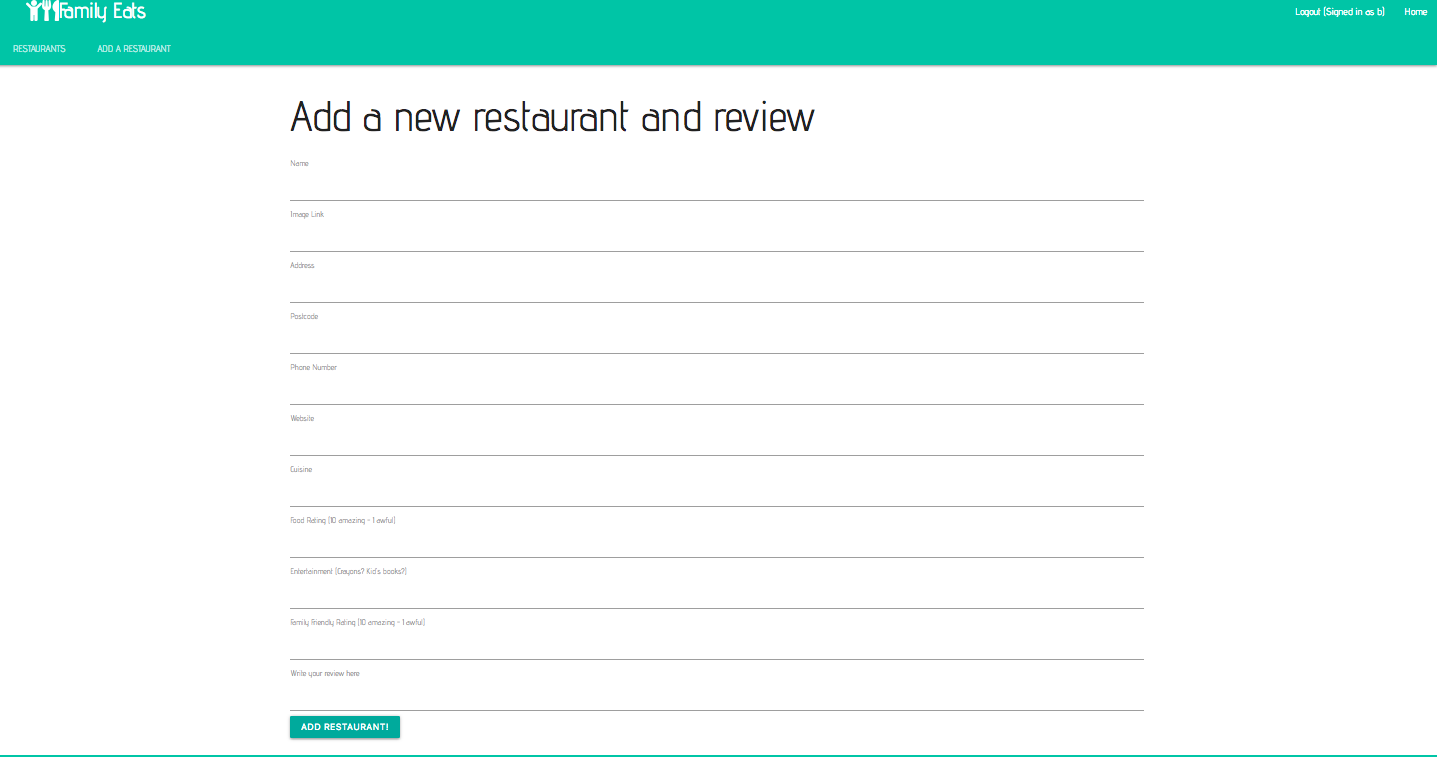 Family Eats
Logout (Signed in as b) Home
RESTAURANTS ADD A RESTAURANT
Add a new restaurant and review
Name
Image Link
Address
Postcode
Phone Number
Website
Cuisine
Food Rating (10 amazing - 1 awful)
Entertainment (Crayons? Kid's books?)
Family Friendly Rating (10 amazing - 1 awful)
Write your review here
ADD RESTAURANT!